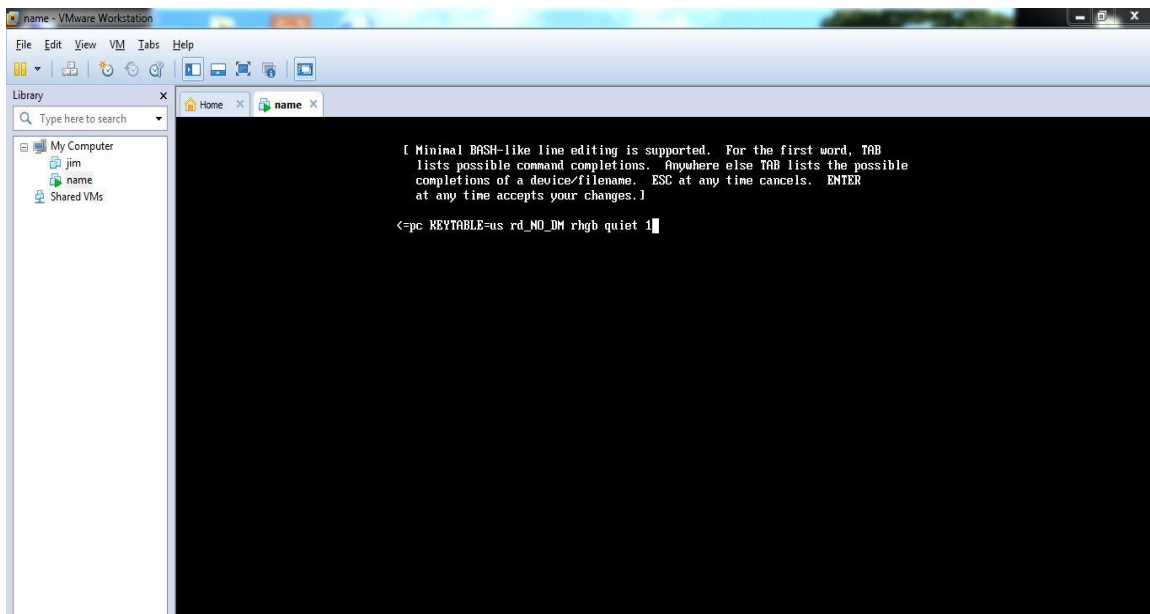 name - VMware Workstation
File Edit View VM Tabs Help
Library x
Home x name x
Type here to search
My Computer
jim
name
Shared VMs
[ Minimal BASH-like line editing is supported. For the first word, TAB
lists possible command completions. Anywhere else TAB lists the possible
completions of a device/filename. ESC at any time cancels. ENTER
at any time accepts your changes.]
<=pc KEYTABLE=us rd_NO_DM rhgb quiet 1